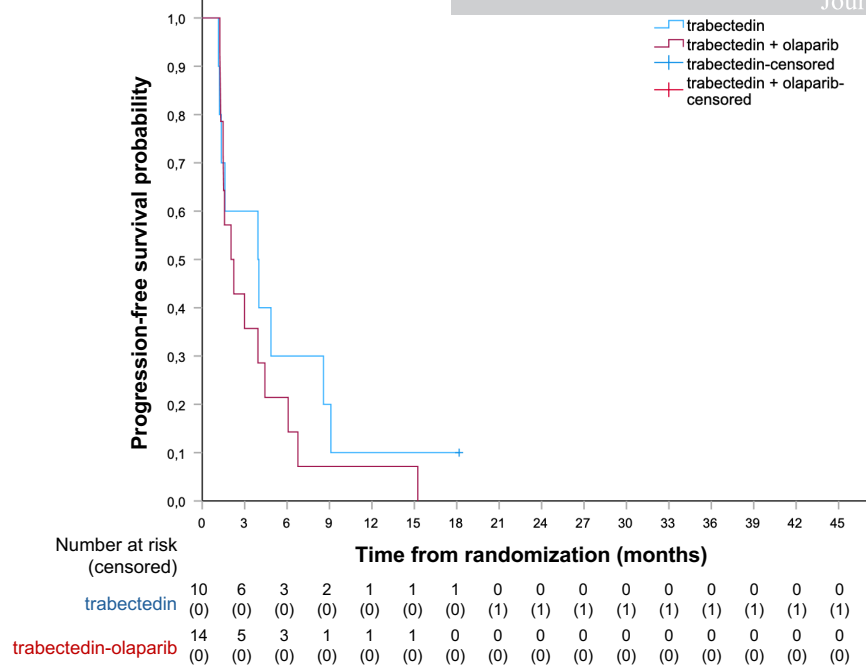 Jour
trabectedin
trabectedin + olaparib
trabectedin-censored
trabectedin + olaparib-
censored
Progression-free survival probability
1,0
0,9
0,8
0,7
0,6
0,5
0,4
0,3
0,2
0,1
0,0
0 3 6 9 12 15 18 21 24 27 30 33 36 39 42 45
Time from randomization (months)
Number at risk
(censored)
trabectedin
10 6 3 2 1 1 1 0 0 0 0 0 0 0 0 0
(0) (0) (0) (0) (0) (0) (0) (1) (1) (1) (1) (1) (1) (1) (1) (1)
trabectedin-olaparib
14 5 3 1 1 1 0 0 0 0 0 0 0 0 0 0
(0) (0) (0) (0) (0) (0) (0) (0) (0) (0) (0) (0) (0) (0) (0) (0)